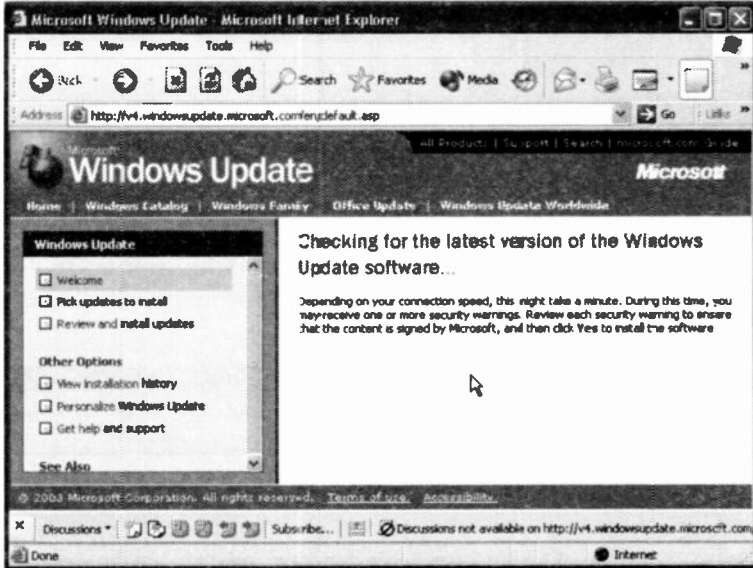 Microsoft Windows Update - Microsoft Internet Explorer
File Edit View Favorites Tools Help
Back Search Favorites Media
Address http://v4.windowsupdate.microsoft.com/en/default.asp Go Links
All Products | Support | Search | microsoft.com Guide
Microsoft
Windows Update
Microsoft
Home | Windows Catalog | Windows Family Office Update | Windows Update Worldwide
Windows Update
Welcome
Pick updates to install
Review and install updates
Other Options
View installation history
Personalize Windows Update
Get help and support
See Also
Checking for the latest version of the Windows
Update software...
Depending on your connection speed, this might take a minute. During this time, you
may receive one or more security warnings. Review each security warning to ensure
that the content is signed by Microsoft, and then click Yes to install the software
© 2003 Microsoft Corporation. All rights reserved. Terms of use. Accessibility.
Discussions Subscribe... Discussions not available on http://v4.windowsupdate.microsoft.com
Done Internet